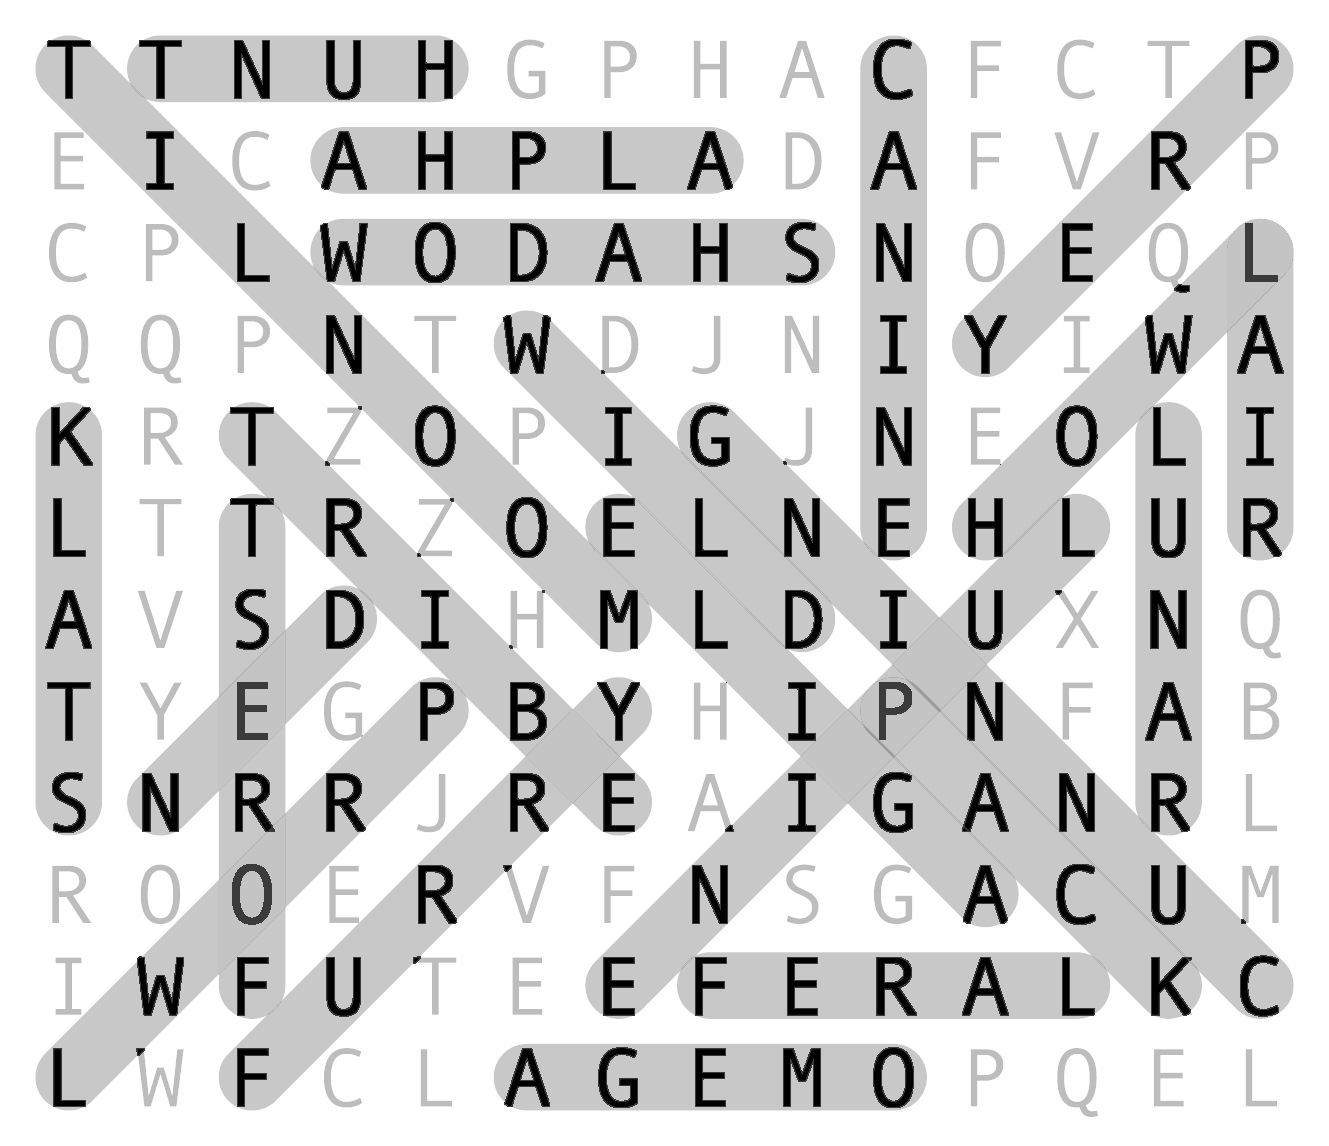 T T N U H G P H A C F C T P
E I C A H P L A D A F V R P
C P L W O D A H S N O E Q L
Q Q P N T W D J N I Y I W A
K R T Z O P I G J N E O L I
L T T R Z O E L N E H L U R
A V S D I H M L D I U X N Q
T Y E G P B Y H I P N F A B
S N R R J R E A I G A N R L
R O O E R V F N S G A C U M
I W F U T E E F E R A L K C
L W F C L A G E M O P Q E L